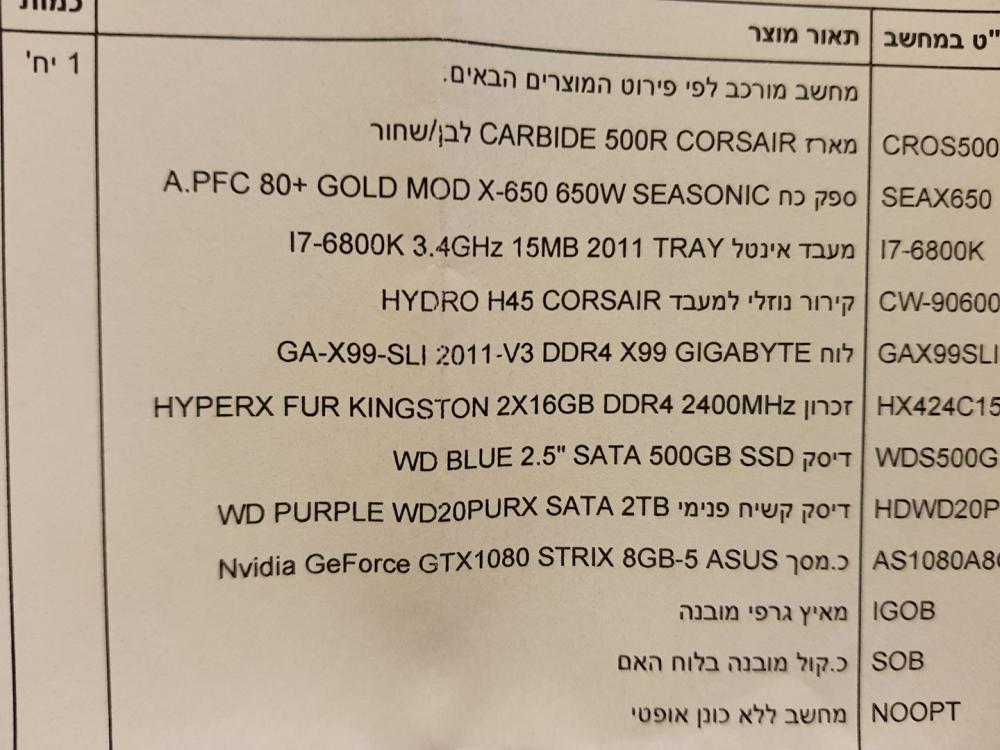 ט במחשב" תאור מוצר
מחשב מורכב לפי פירוט המוצרים הבאים. 1 יח'
CROS500 מארז CARBIDE 500R CORSAIR לבן/שחור
SEAX650 ספק כח A.PFC 80+ GOLD MOD X-650 650W SEASONIC
I7-6800K מעבד אינטל I7-6800K 3.4GHz 15MB 2011 TRAY
CW-90600 קירור נוזלי למעבד HYDRO H45 CORSAIR
GAX99SLI לוח GA-X99-SLI 2011-V3 DDR4 X99 GIGABYTE
HX424C15 זכרון HYPERX FUR KINGSTON 2X16GB DDR4 2400MHz
WDS500G דיסק WD BLUE 2.5" SATA 500GB SSD
HDWD20P דיסק קשיח פנימי WD PURPLE WD20PURX SATA 2TB
AS1080A8 כ.מסך Nvidia GeForce GTX1080 STRIX 8GB-5 ASUS
IGOB מאיץ גרפי מובנה
SOB כ.קול מובנה בלוח האם
NOOPT מחשב ללא כונן אופטי